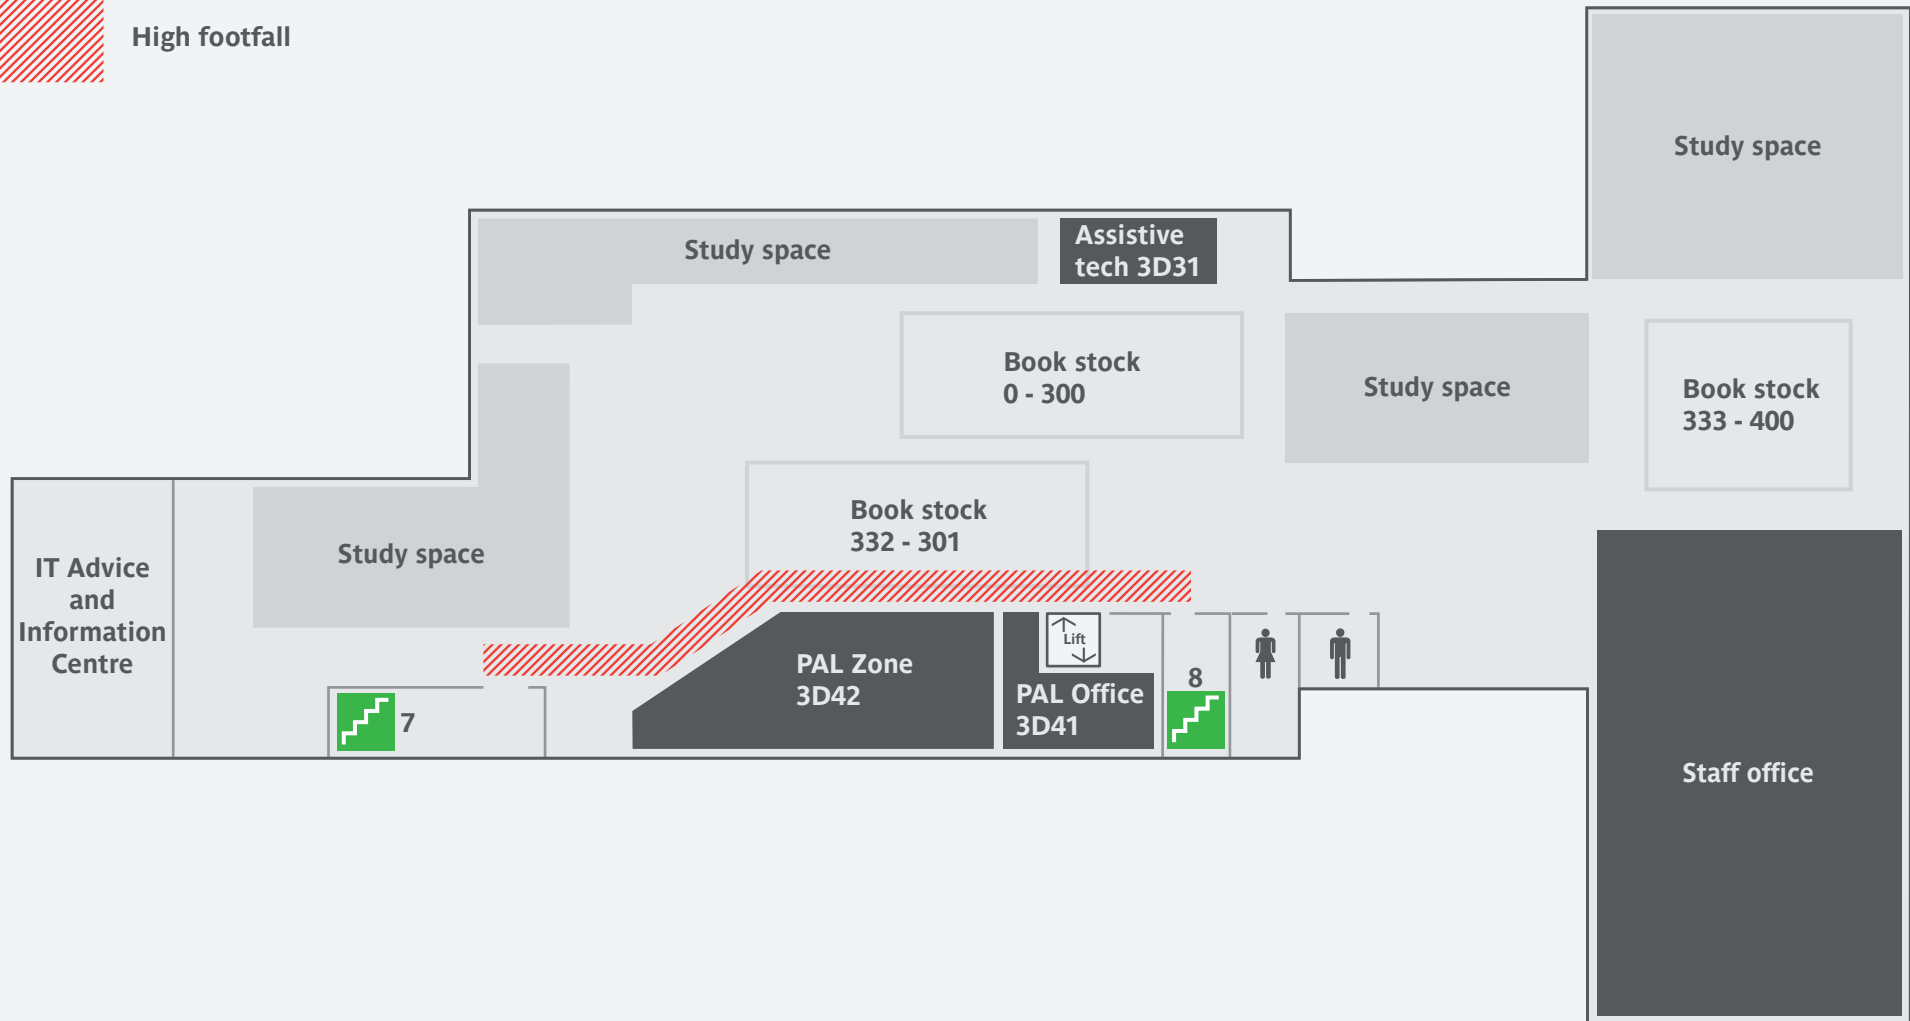 High footfall
Study space
Study space
Assistive
tech 3D31
Book stock
0 - 300
Study space
Book stock
333 - 400
Book stock
332 - 301
Study space
IT Advice
and
Information
Centre
Lift
PAL Zone
3D42
PAL Office
3D41
8
7
Staff office